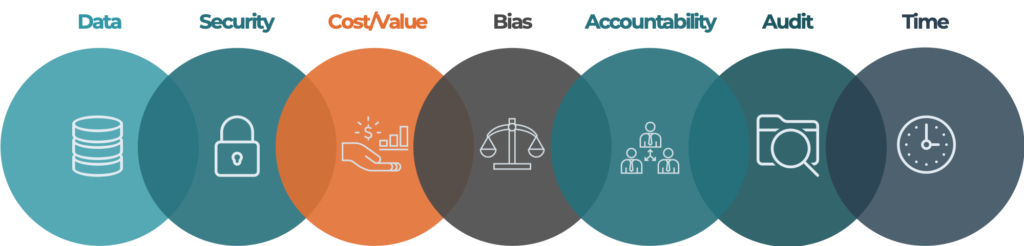 Data Security Cost/Value Bias Accountability Audit Time
$